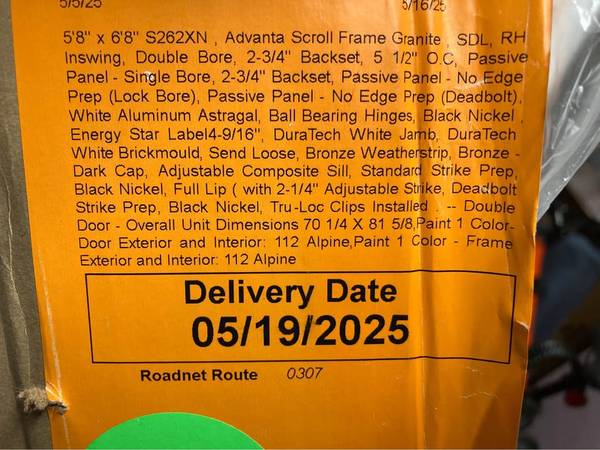 5/5/25 5/16/25
5'8" x 6'8" S262XN , Advanta Scroll Frame Granite , SDL, RH
Inswing, Double Bore, 2-3/4" Backset, 5 1/2" O.C, Passive
Panel - Single Bore, 2-3/4" Backset, Passive Panel - No Edge
Prep (Lock Bore), Passive Panel - No Edge Prep (Deadbolt),
White Aluminum Astragal, Ball Bearing Hinges, Black Nickel ,
Energy Star Label4-9/16", DuraTech White Jamb, DuraTech
White Brickmould, Send Loose, Bronze Weatherstrip, Bronze -
Dark Cap, Adjustable Composite Sill, Standard Strike Prep,
Black Nickel, Full Lip ( with 2-1/4" Adjustable Strike, Deadbolt
Strike Prep, Black Nickel, Tru-Loc Clips Installed . -- Double
Door - Overall Unit Dimensions 70 1/4 X 81 5/8,Paint 1 Color-
Door Exterior and Interior: 112 Alpine,Paint 1 Color - Frame
Exterior and Interior: 112 Alpine
Delivery Date
05/19/2025
Roadnet Route 0307